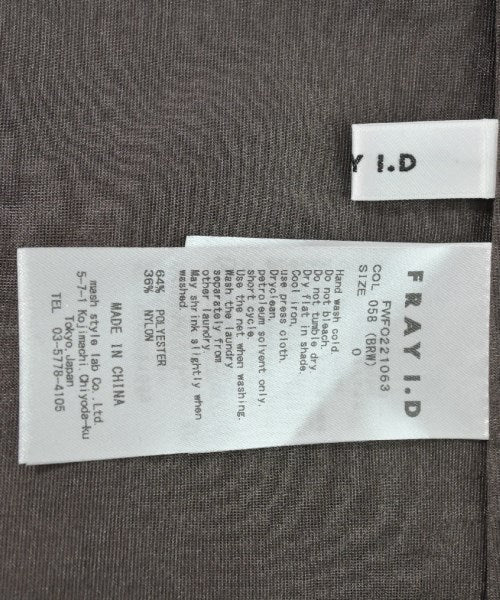 Y I.D
FRAY I.D
FWFO221063
COL 058 (BRW)
SIZE 0
Hand wash cold.
Do not bleach.
Do not tumble dry.
Dry flat in shade.
Cool iron,
use press cloth.
Dryclean,
petroleum solvent only.
short cycle.
Use the net when washing.
Wash the laundry
separately from
other laundry
May shrink slightly when
washed.
64% POLYESTER
36% NYLON
MADE IN CHINA
mash style lab Co.,Ltd.
5-7-1 Kojimachi Chiyoda-ku
Tokyo,Japan
TEL 03-5778-4105